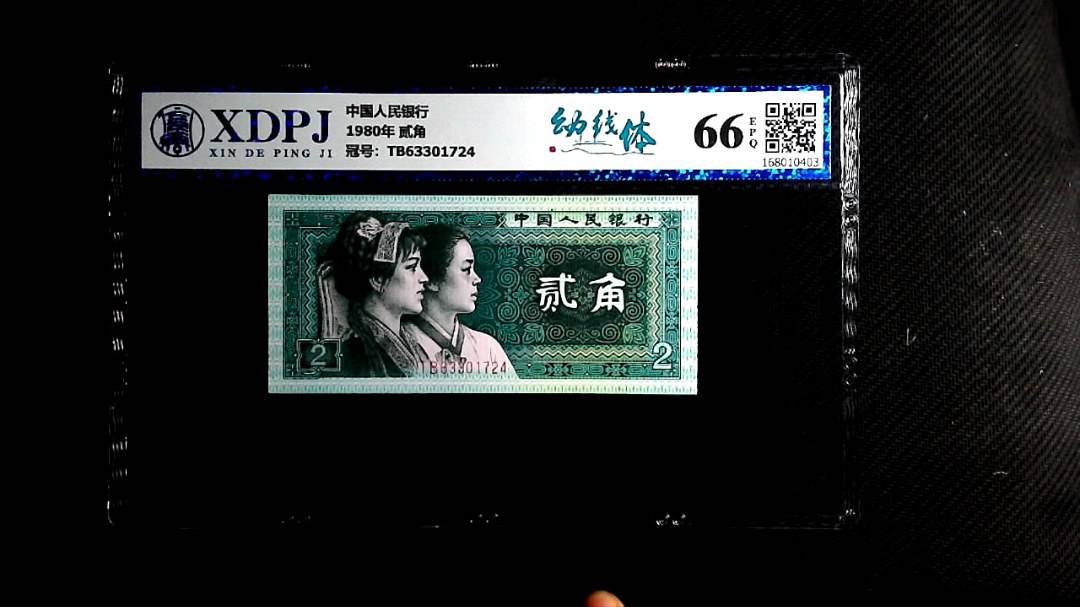 XDPJ
XIN DE PING JI
中国人民银行
1980年 贰角
冠号：TB63301724
幼线体
66
EPQ
168010403
中国人民银行
贰角
2
TB63301724
2